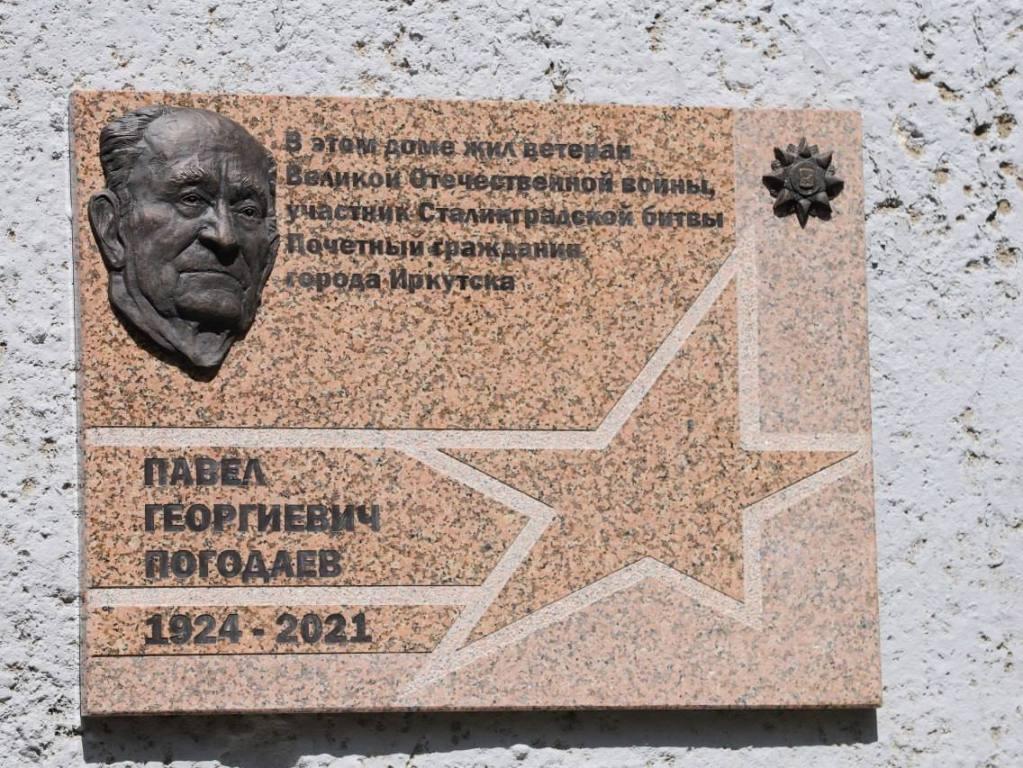 В этом доме жил ветеран
Великой Отечественной войны,
участник Сталинградской битвы
Почетный гражданин
города Иркутска
ПАВЕЛ
ГЕОРГИЕВИЧ
ПОГОДАЕВ
1924 - 2021